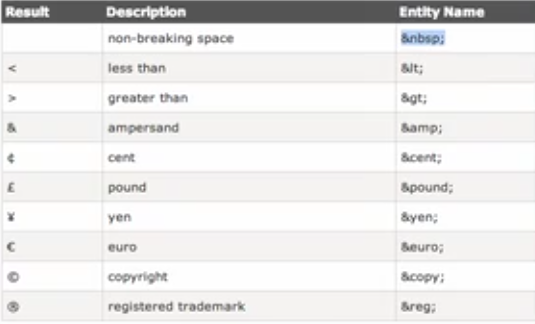 Result Description Entity Name
non-breaking space &nbsp;
< less than &lt;
> greater than &gt;
& ampersand &amp;
¢ cent &cent;
£ pound &pound;
¥ yen &yen;
€ euro &euro;
© copyright &copy;
® registered trademark &reg;